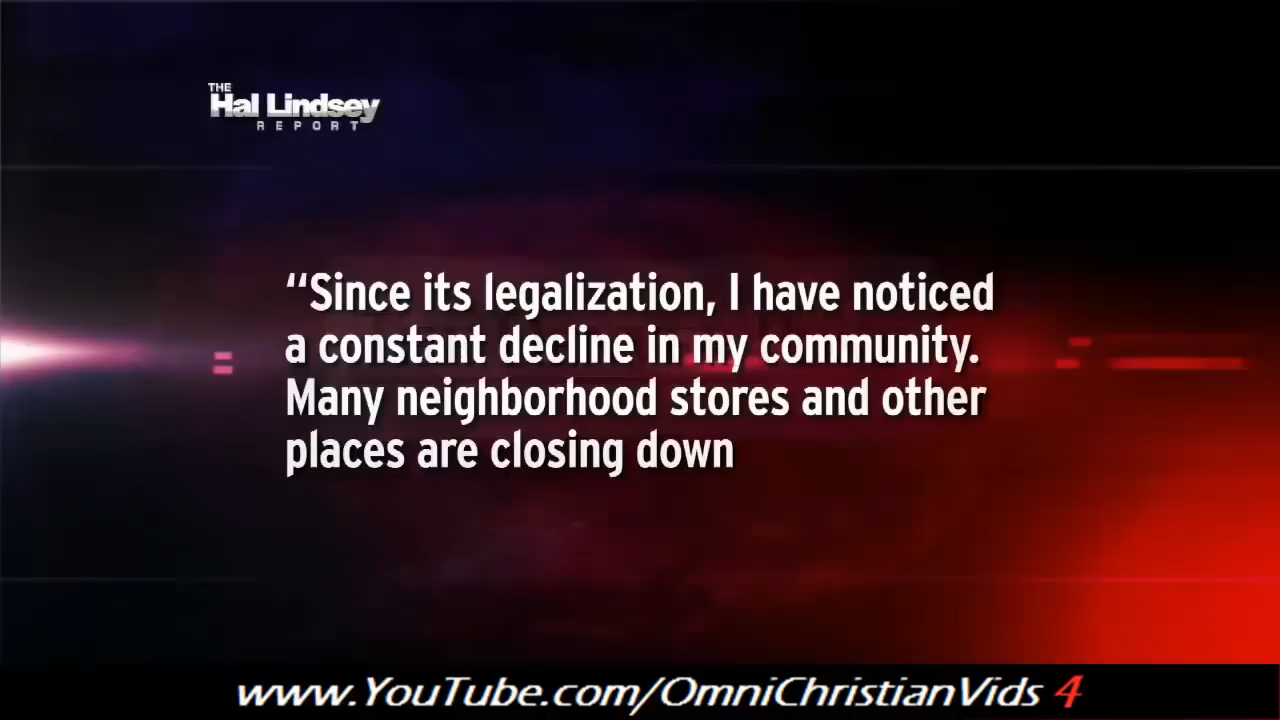 THE
Hal Lindsey
REPORT
“Since its legalization, I have noticed
a constant decline in my community.
Many neighborhood stores and other
places are closing down
www.YouTube.com/OmniChristianVids 4